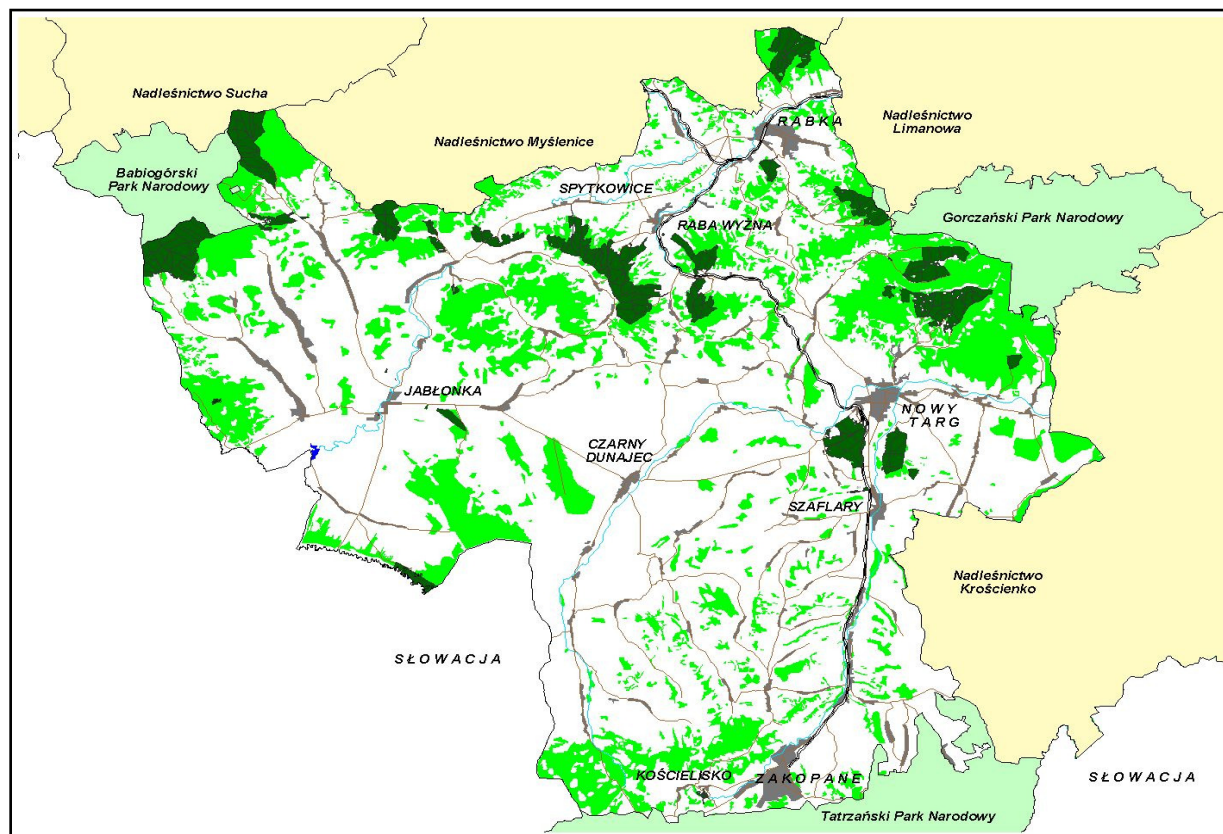 Nadleśnictwo Sucha
Nadleśnictwo
Limanowa
RABKA
Nadleśnictwo Myślenice
Babiogórski
Park Narodowy
SPYTKOWICE
Gorczański Park Narodowy
RABA WYŻNA
JABŁONKA
NOWY
TARG
CZARNY
DUNAJEC
SZAFLARY
Nadleśnictwo
Krościenko
SŁOWACJA
KOŚCIELISKO
ZAKOPANE
SŁOWACJA
Tatrzański Park Narodowy